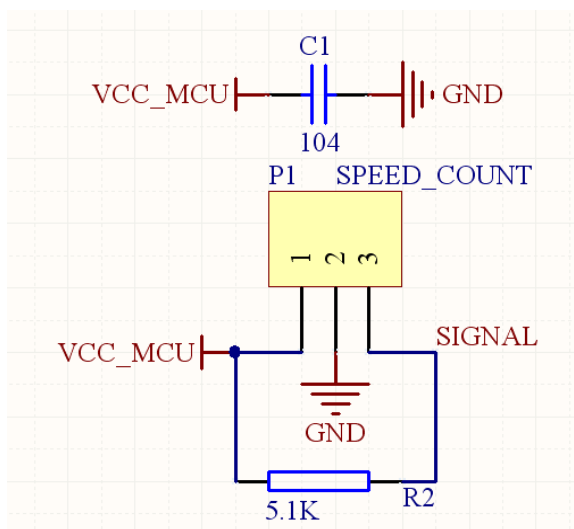 C1
VCC_MCU
GND
104
P1
SPEED_COUNT
1
2
3
VCC_MCU
SIGNAL
GND
5.1K
R2